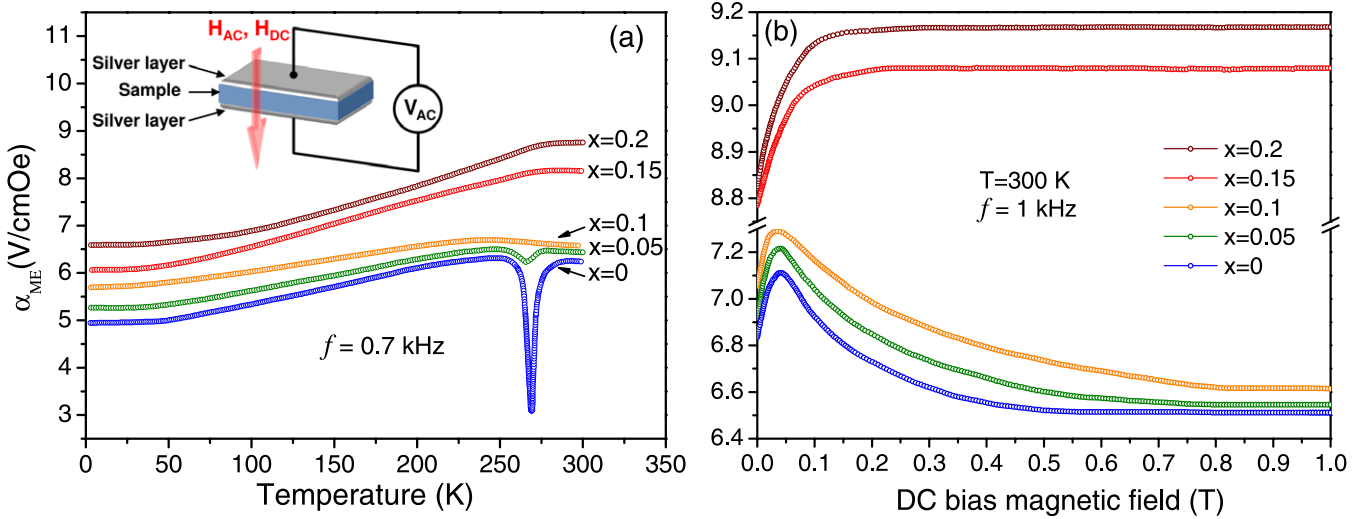 (a)
H_AC, H_DC
Silver layer
Sample
Silver layer
V_AC
11
10
9
8
7
6
5
4
3
α_ME (V/cmOe)
x=0.2
x=0.15
x=0.1
x=0.05
x=0
f = 0.7 kHz
0 50 100 150 200 250 300 350
Temperature (K)
(b)
9.2
9.1
9.0
8.9
8.8
7.2
7.0
6.8
6.6
6.4
T=300 K
f = 1 kHz
x=0.2
x=0.15
x=0.1
x=0.05
x=0
0.0 0.1 0.2 0.3 0.4 0.5 0.6 0.7 0.8 0.9 1.0
DC bias magnetic field (T)